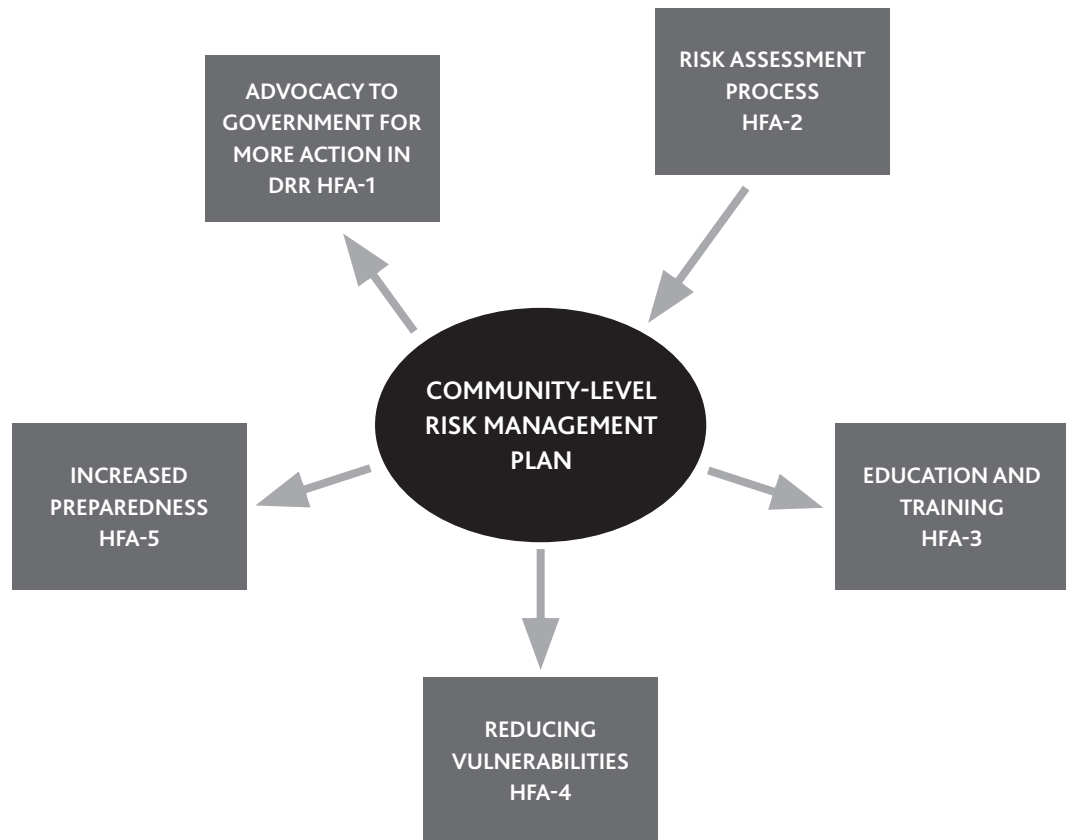 ADVOCACY TO
GOVERNMENT FOR
MORE ACTION IN
DRR HFA-1
RISK ASSESSMENT
PROCESS
HFA-2
COMMUNITY-LEVEL
RISK MANAGEMENT
PLAN
INCREASED
PREPAREDNESS
HFA-5
EDUCATION AND
TRAINING
HFA-3
REDUCING
VULNERABILITIES
HFA-4